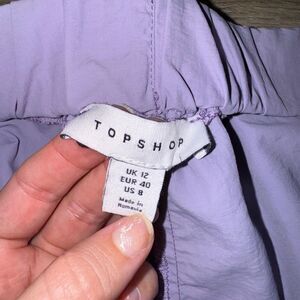 TOPSHOP
UK 12
EUR 40
US 8
Made in
Romania